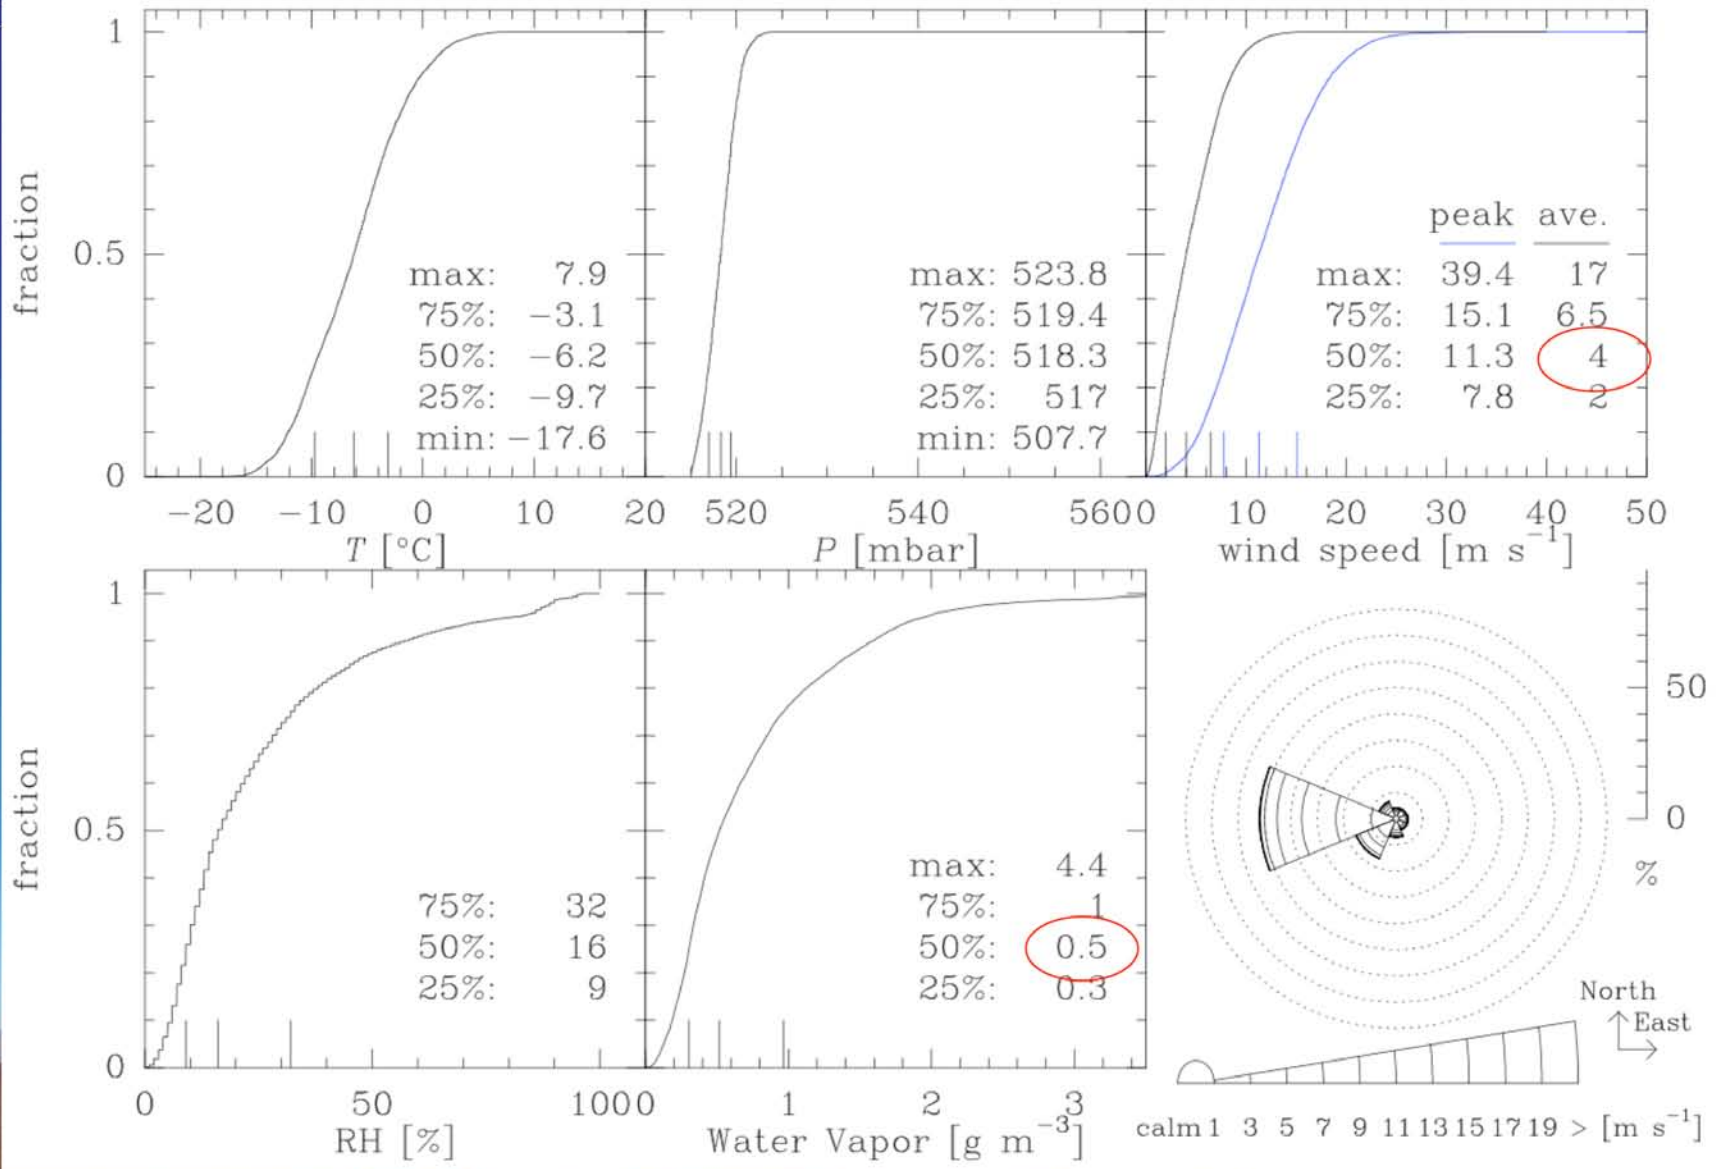 fraction
1
0.5
0
max: 7.9
75%: −3.1
50%: −6.2
25%: −9.7
min: −17.6
−20 −10 0 10 20
T [°C]
max: 523.8
75%: 519.4
50%: 518.3
25%: 517
min: 507.7
520 540 560
P [mbar]
peak ave.
max: 39.4 17
75%: 15.1 6.5
50%: 11.3 4
25%: 7.8 2
0 10 20 30 40 50
wind speed [m s−1]
fraction
1
0.5
0
75%: 32
50%: 16
25%: 9
0 50 100
RH [%]
max: 4.4
75%: 1
50%: 0.5
25%: 0.3
0 1 2 3
Water Vapor [g m−3]
50
0
%
North
East
calm 1 3 5 7 9 11 13 15 17 19 > [m s−1]